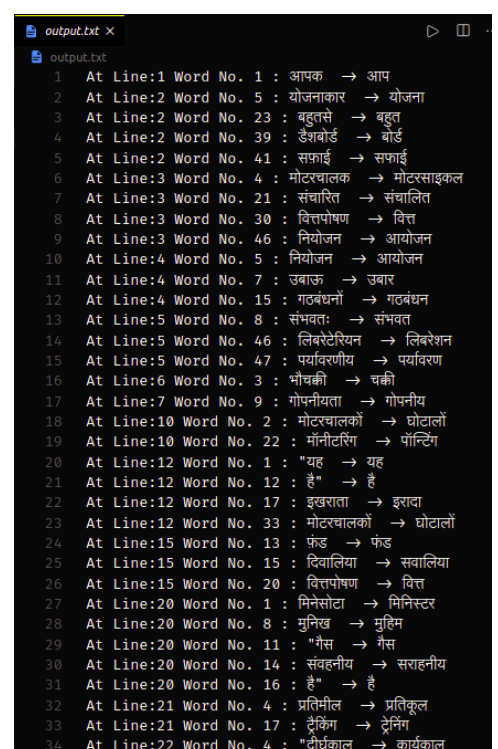 output.txt ×
output.txt
1 At Line:1 Word No. 1 : आपक → आप
2 At Line:2 Word No. 5 : योजनाकार → योजना
3 At Line:2 Word No. 23 : बहुतसे → बहुत
4 At Line:2 Word No. 39 : डैशबोर्ड → बोर्ड
5 At Line:2 Word No. 41 : सफ़ाई → सफाई
6 At Line:3 Word No. 4 : मोटरचालक → मोटरसाइकल
7 At Line:3 Word No. 21 : संचारित → संचालित
8 At Line:3 Word No. 30 : वित्तपोषण → वित्त
9 At Line:3 Word No. 46 : नियोजन → आयोजन
10 At Line:4 Word No. 5 : नियोजन → आयोजन
11 At Line:4 Word No. 7 : उबाऊ → उबार
12 At Line:4 Word No. 15 : गठबंधनों → गठबंधन
13 At Line:5 Word No. 8 : संभवतः → संभवत
14 At Line:5 Word No. 46 : लिबरेटेरियन → लिबरेशन
15 At Line:5 Word No. 47 : पर्यावरणीय → पर्यावरण
16 At Line:6 Word No. 3 : भौचक्की → चक्की
17 At Line:7 Word No. 9 : गोपनीयता → गोपनीय
18 At Line:10 Word No. 2 : मोटरचालकों → घोटालों
19 At Line:10 Word No. 22 : मॉनीटरिंग → पॉन्टिंग
20 At Line:12 Word No. 1 : "यह → यह
21 At Line:12 Word No. 12 : है" → है
22 At Line:12 Word No. 17 : इखराता → इरादा
23 At Line:12 Word No. 33 : मोटरचालकों → घोटालों
24 At Line:15 Word No. 13 : फ़ंड → फंड
25 At Line:15 Word No. 15 : दिवालिया → सवालिया
26 At Line:15 Word No. 20 : वित्तपोषण → वित्त
27 At Line:20 Word No. 1 : मिनेसोटा → मिनिस्टर
28 At Line:20 Word No. 8 : मुनिख → मुहिम
29 At Line:20 Word No. 11 : "गैस → गैस
30 At Line:20 Word No. 14 : संवहनीय → सराहनीय
31 At Line:20 Word No. 16 : है" → है
32 At Line:21 Word No. 4 : प्रतिमील → प्रतिकूल
33 At Line:21 Word No. 17 : ट्रैकिंग → ट्रेनिंग
34 At Line:22 Word No. 4 : "दीर्घकाल → कार्यकाल